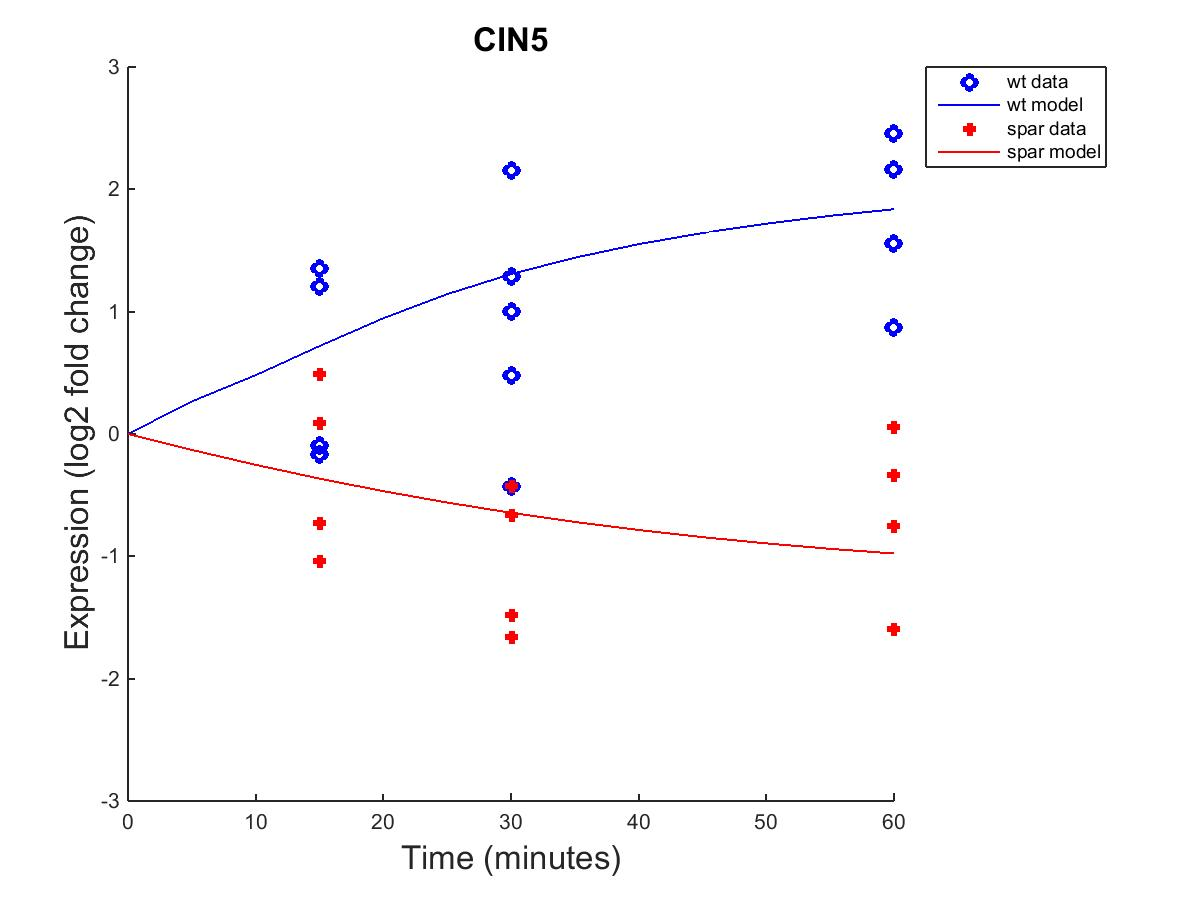 CIN5
wt data
wt model
spar data
spar model
Expression (log2 fold change)
3
2
1
0
-1
-2
-3
0 10 20 30 40 50 60
Time (minutes)